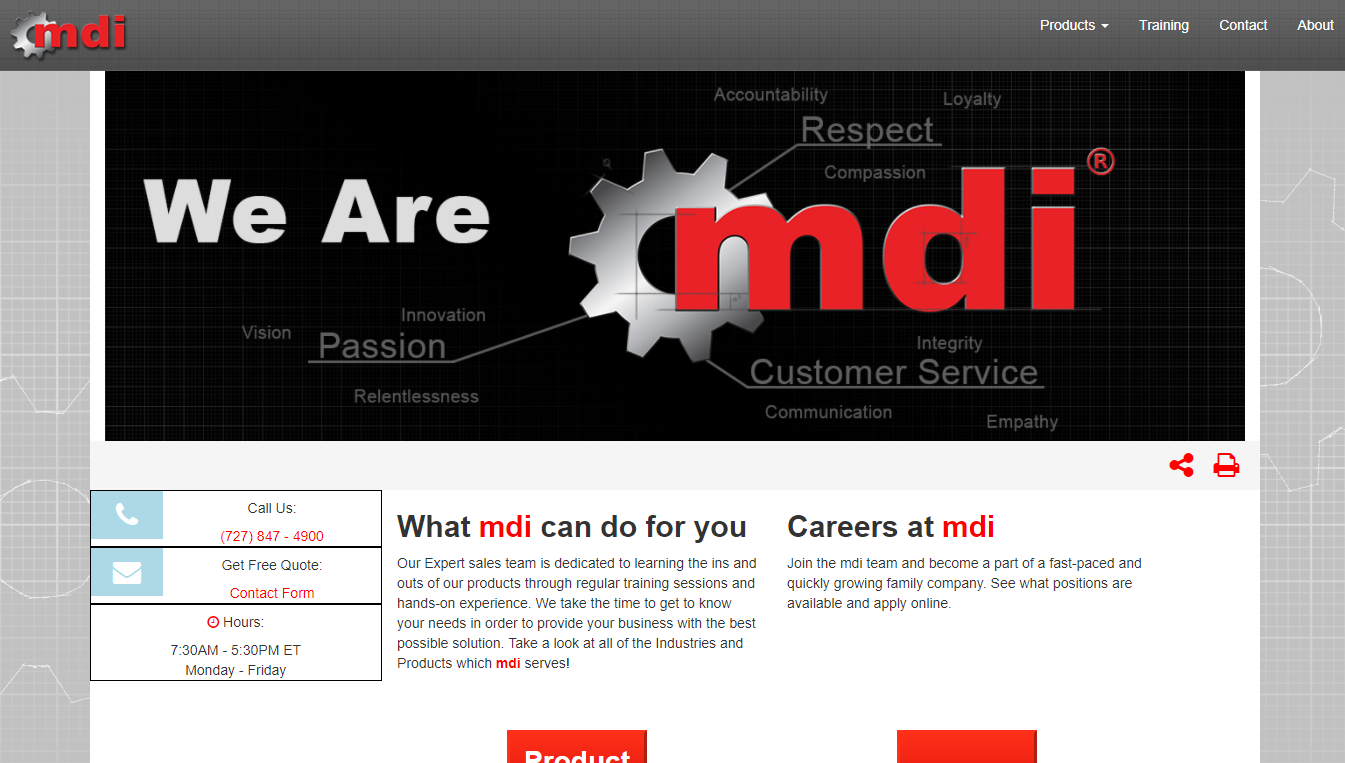 mdi
Products
Training
Contact
About
Accountability
Loyalty
Respect
Compassion
We Are
mdi®
Innovation
Vision
Passion
Relentlessness
Integrity
Customer Service
Communication
Empathy
Call Us:
(727) 847 - 4900
Get Free Quote:
Contact Form
Hours:
7:30AM - 5:30PM ET
Monday - Friday
What mdi can do for you
Our Expert sales team is dedicated to learning the ins and
outs of our products through regular training sessions and
hands-on experience. We take the time to get to know
your needs in order to provide your business with the best
possible solution. Take a look at all of the Industries and
Products which mdi serves!
Careers at mdi
Join the mdi team and become a part of a fast-paced and
quickly growing family company. See what positions are
available and apply online.
Product